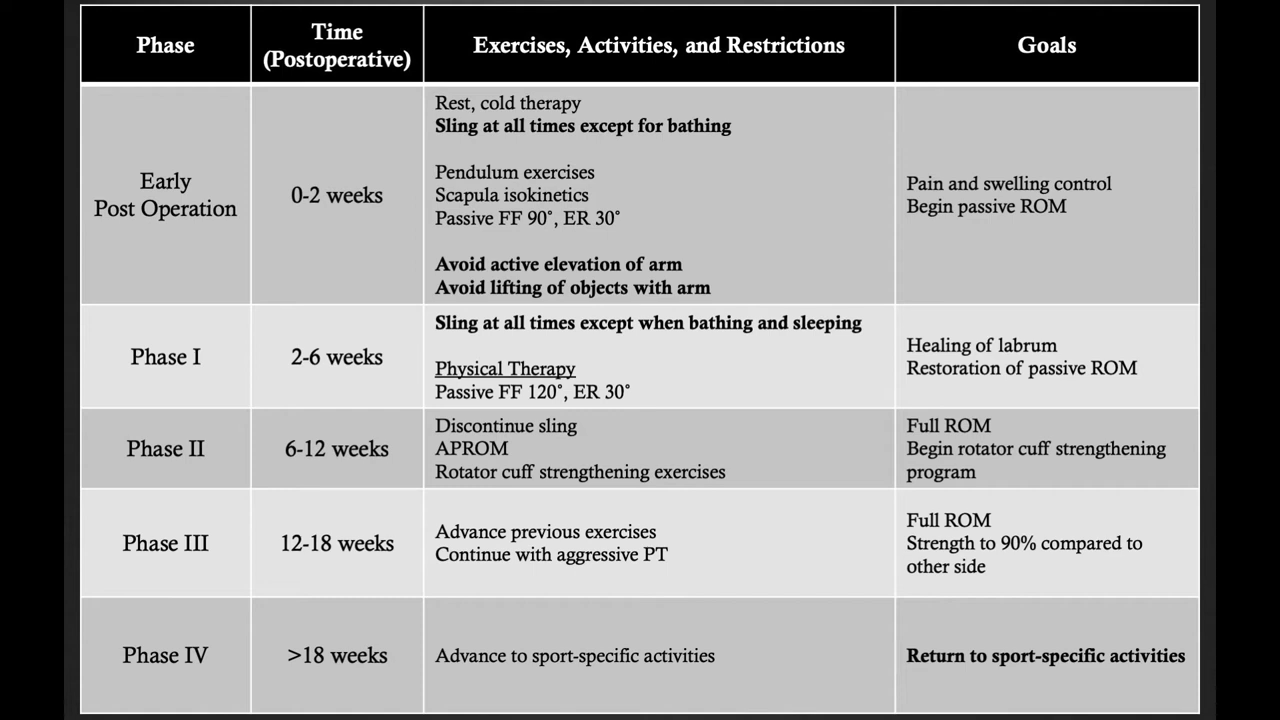 Phase
Time
(Postoperative)
Exercises, Activities, and Restrictions
Goals
Early
Post Operation
0-2 weeks
Rest, cold therapy
Sling at all times except for bathing
Pendulum exercises
Scapula isokinetics
Passive FF 90°, ER 30°
Avoid active elevation of arm
Avoid lifting of objects with arm
Pain and swelling control
Begin passive ROM
Phase I
2-6 weeks
Sling at all times except when bathing and sleeping
Physical Therapy
Passive FF 120°, ER 30°
Healing of labrum
Restoration of passive ROM
Phase II
6-12 weeks
Discontinue sling
APROM
Rotator cuff strengthening exercises
Full ROM
Begin rotator cuff strengthening
program
Phase III
12-18 weeks
Advance previous exercises
Continue with aggressive PT
Full ROM
Strength to 90% compared to
other side
Phase IV
>18 weeks
Advance to sport-specific activities
Return to sport-specific activities